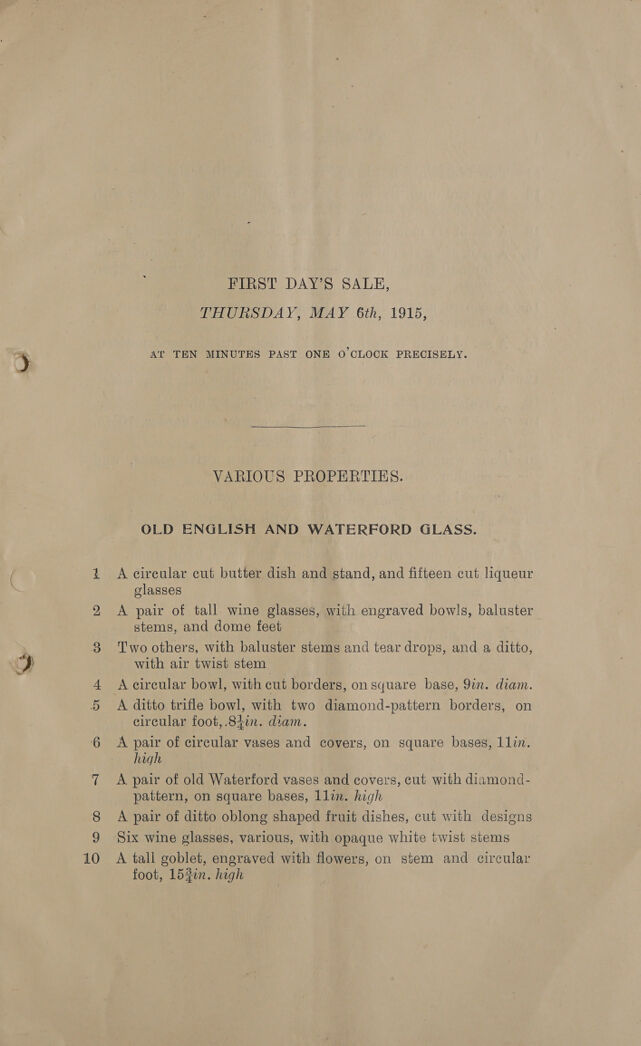 FIRST DAY'S SALE,
THURSDAY, MAY 6th, 1915,
AT TEN MINUTES PAST ONE O'CLOCK PRECISELY.
VARIOUS PROPERTIES.
OLD ENGLISH AND WATERFORD GLASS.
1 A circular cut butter dish and stand, and fifteen cut liqueur
glasses
2 A pair of tall wine glasses, with engraved bowls, baluster
stems, and dome feet
3 Two others, with baluster stems and tear drops, and a ditto,
with air twist stem
4 A circular bowl, with cut borders, on square base, 9in. diam.
5 A ditto trifle bowl, with two diamond-pattern borders, on
circular foot, 8½in. diam.
6 A pair of circular vases and covers, on square bases, 11in.
high
7 A pair of old Waterford vases and covers, cut with diamond-
pattern, on square bases, 11in. high
8 A pair of ditto oblong shaped fruit dishes, cut with designs
9 Six wine glasses, various, with opaque white twist stems
10 A tall goblet, engraved with flowers, on stem and circular
foot, 15¾in. high